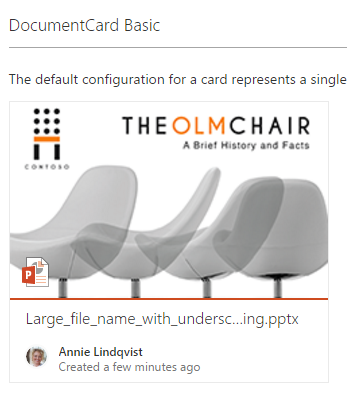 DocumentCard Basic
The default configuration for a card represents a single
CONTOSO
THEOLMCHAIR
A Brief History and Facts
P
Large_file_name_with_undersc...ing.pptx
Annie Lindqvist
Created a few minutes ago